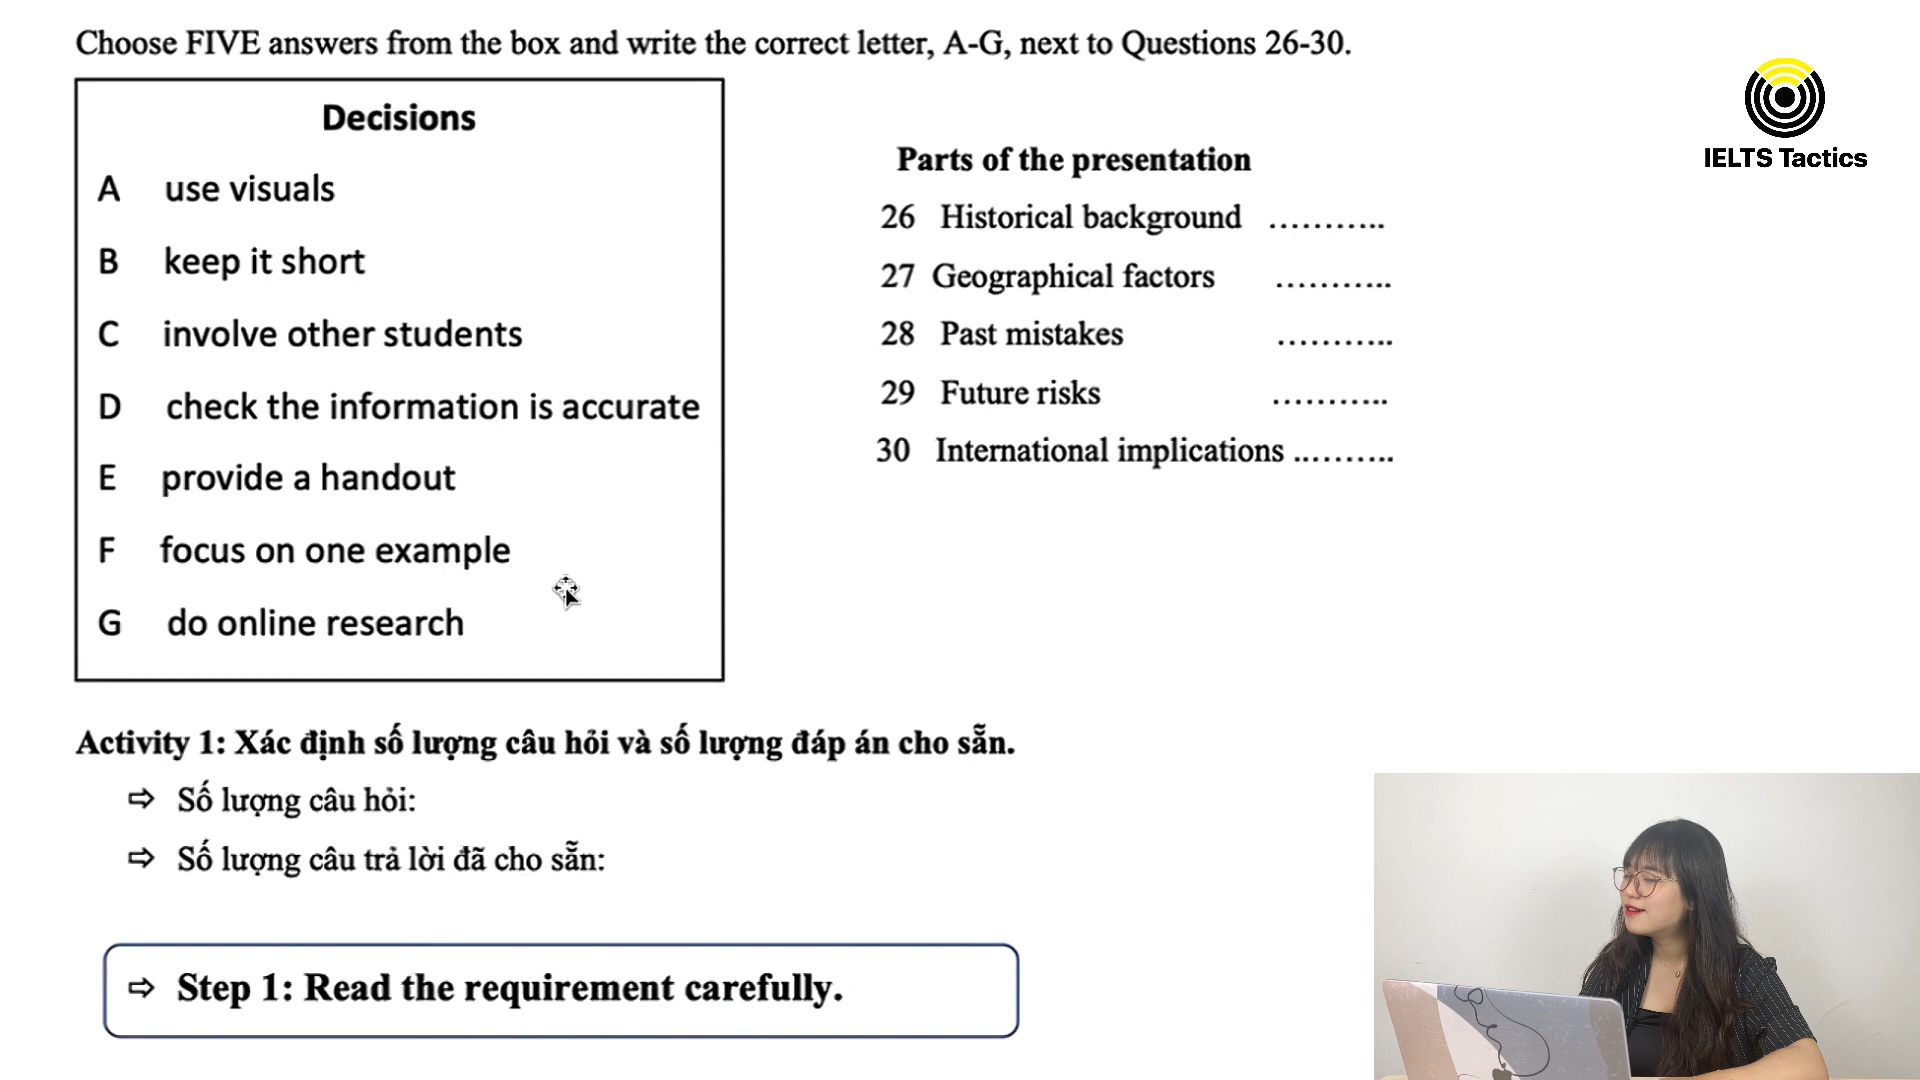 Choose FIVE answers from the box and write the correct letter, A-G, next to Questions 26-30.
Decisions
A use visuals
B keep it short
C involve other students
D check the information is accurate
E provide a handout
F focus on one example
G do online research
Parts of the presentation
26 Historical background ...........
27 Geographical factors ...........
28 Past mistakes ...........
29 Future risks ...........
30 International implications ..........
IELTS Tactics
Activity 1: Xác định số lượng câu hỏi và số lượng đáp án cho sẵn.
⇨ Số lượng câu hỏi:
⇨ Số lượng câu trả lời đã cho sẵn:
⇨ Step 1: Read the requirement carefully.